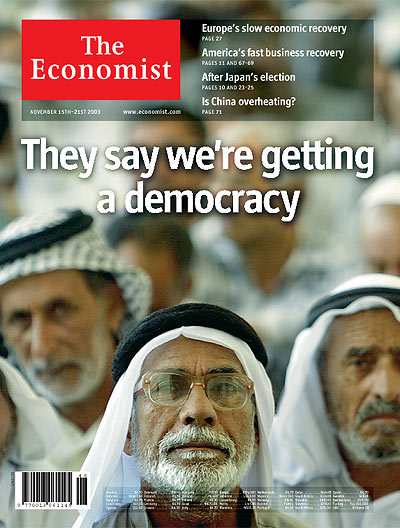 The
Economist
NOVEMBER 15TH-21ST 2003
www.economist.com
Europe's slow economic recovery
PAGE 27
America's fast business recovery
PAGES 11 AND 67-69
After Japan's election
PAGES 10 AND 23-25
Is China overheating?
PAGE 71
They say we're getting
a democracy